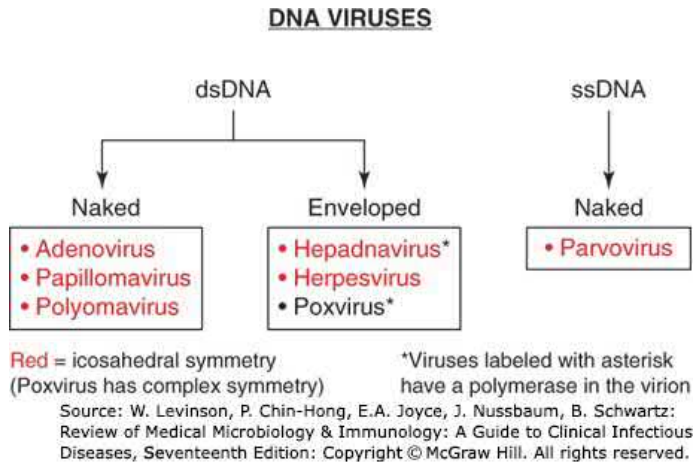 DNA VIRUSES
dsDNA
ssDNA
Naked
Enveloped
Naked
• Adenovirus
• Papillomavirus
• Polyomavirus
• Hepadnavirus*
• Herpesvirus
• Poxvirus*
• Parvovirus
Red = icosahedral symmetry
(Poxvirus has complex symmetry)
*Viruses labeled with asterisk
have a polymerase in the virion
Source: W. Levinson, P. Chin-Hong, E.A. Joyce, J. Nussbaum, B. Schwartz:
Review of Medical Microbiology & Immunology: A Guide to Clinical Infectious
Diseases, Seventeenth Edition: Copyright © McGraw Hill. All rights reserved.